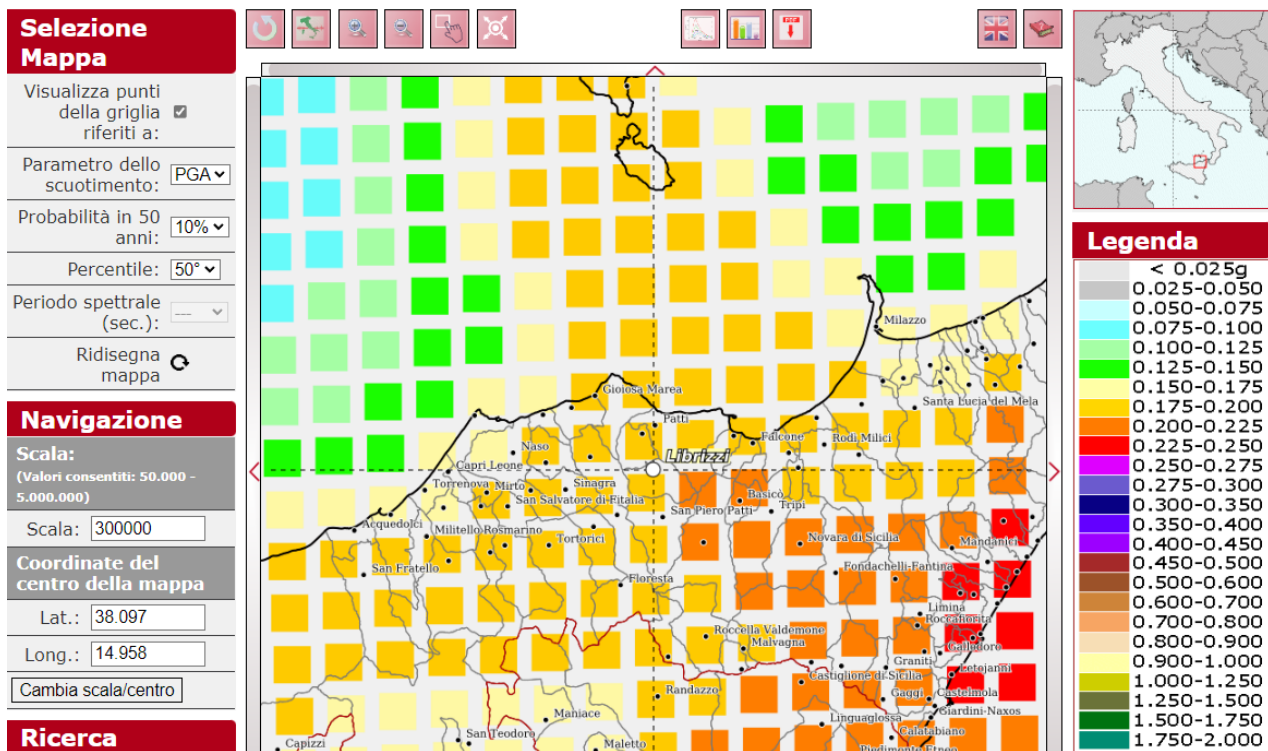 Selezione
Mappa
Visualizza punti
della griglia
riferiti a:
Parametro dello
scuotimento:
PGA
Probabilità in 50
anni:
10%
Percentile:
50°
Periodo spettrale
(sec.):
---
Ridisegna
mappa
Navigazione
Scala:
(Valori consentiti: 50.000 -
5.000.000)
Scala:
300000
Coordinate del
centro della mappa
Lat.:
38.097
Long.:
14.958
Cambia scala/centro
Ricerca
PDF
Milazzo
Gioiosa Marea
Santa Lucia del Mela
Patti
Naso
Falcone
Rodì Milici
Librizzi
Capri Leone
Torrenova
Mirto
Sinagra
Basicò
San Salvatore di Fitalia
Tripi
San Piero Patti
Acquedolci
Militello Rosmarino
Tortorici
Novara di Sicilia
Mandanici
San Fratello
Fondachelli-Fantina
Floresta
Limina
Roccafiorita
Roccella Valdemone
Malvagna
Gallodoro
Graniti
Letojanni
Castiglione di Sicilia
Randazzo
Gaggi
Castelmola
Giardini-Naxos
Maniace
Linguaglossa
Calatabiano
San Teodoro
Capizzi
Maletto
Piedimonte Etneo
Legenda
< 0.025g
0.025-0.050
0.050-0.075
0.075-0.100
0.100-0.125
0.125-0.150
0.150-0.175
0.175-0.200
0.200-0.225
0.225-0.250
0.250-0.275
0.275-0.300
0.300-0.350
0.350-0.400
0.400-0.450
0.450-0.500
0.500-0.600
0.600-0.700
0.700-0.800
0.800-0.900
0.900-1.000
1.000-1.250
1.250-1.500
1.500-1.750
1.750-2.000